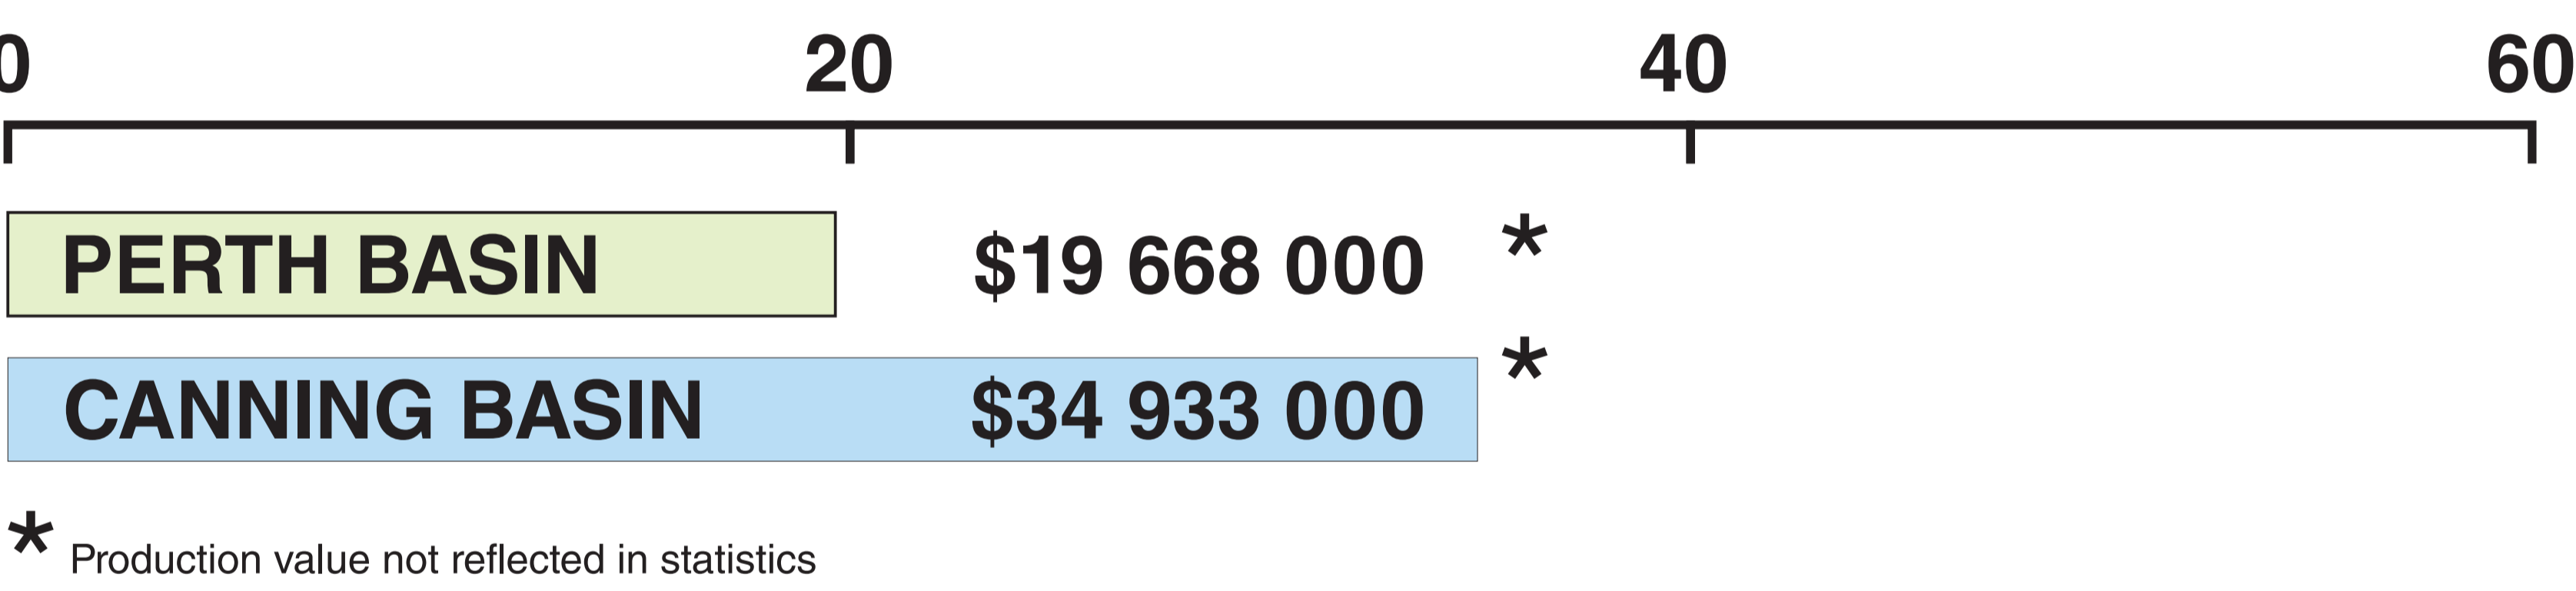 0 20 40 60
PERTH BASIN $19 668 000 *
CANNING BASIN $34 933 000 *
* Production value not reflected in statistics